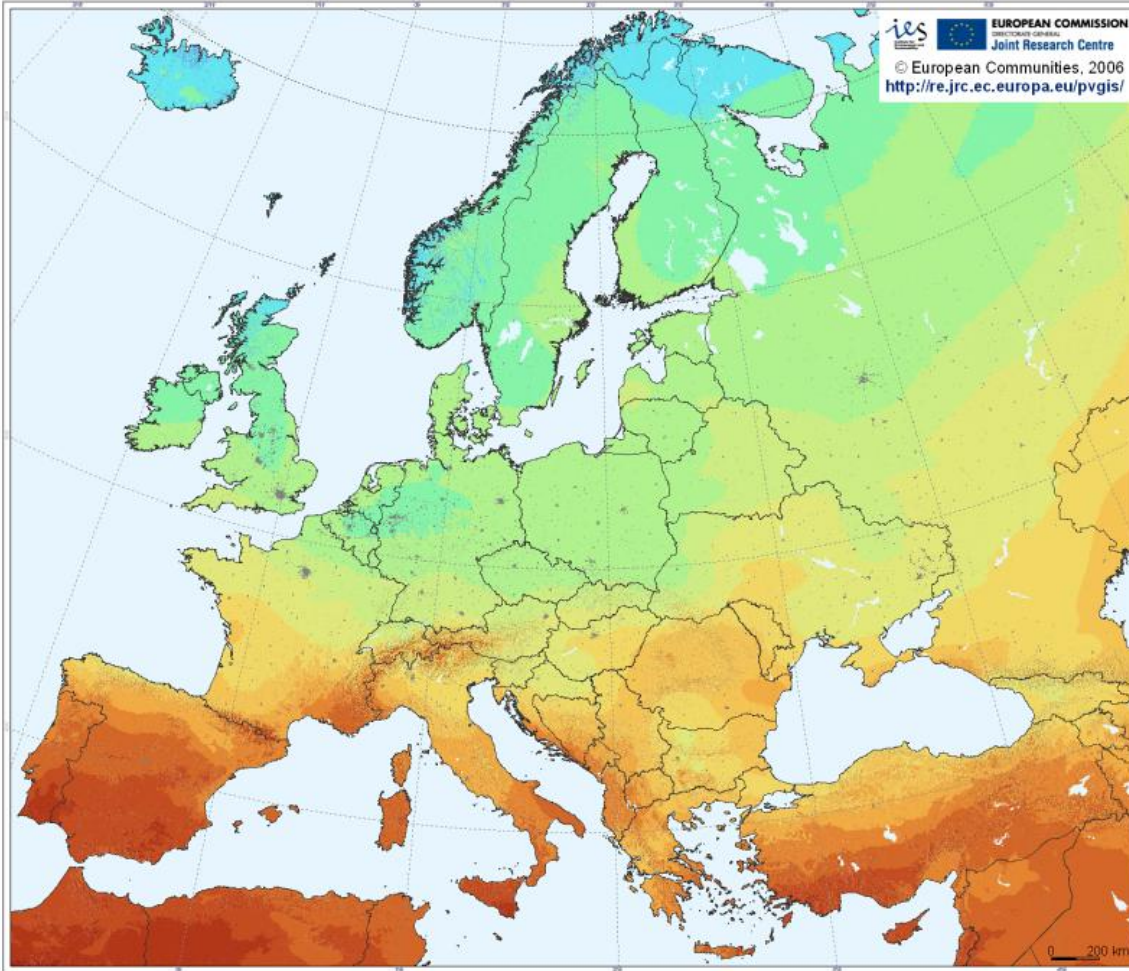 ies
EUROPEAN COMMISSION
DIRECTORATE-GENERAL
Joint Research Centre
© European Communities, 2006
http://re.jrc.ec.europa.eu/pvgis/
0 200 km